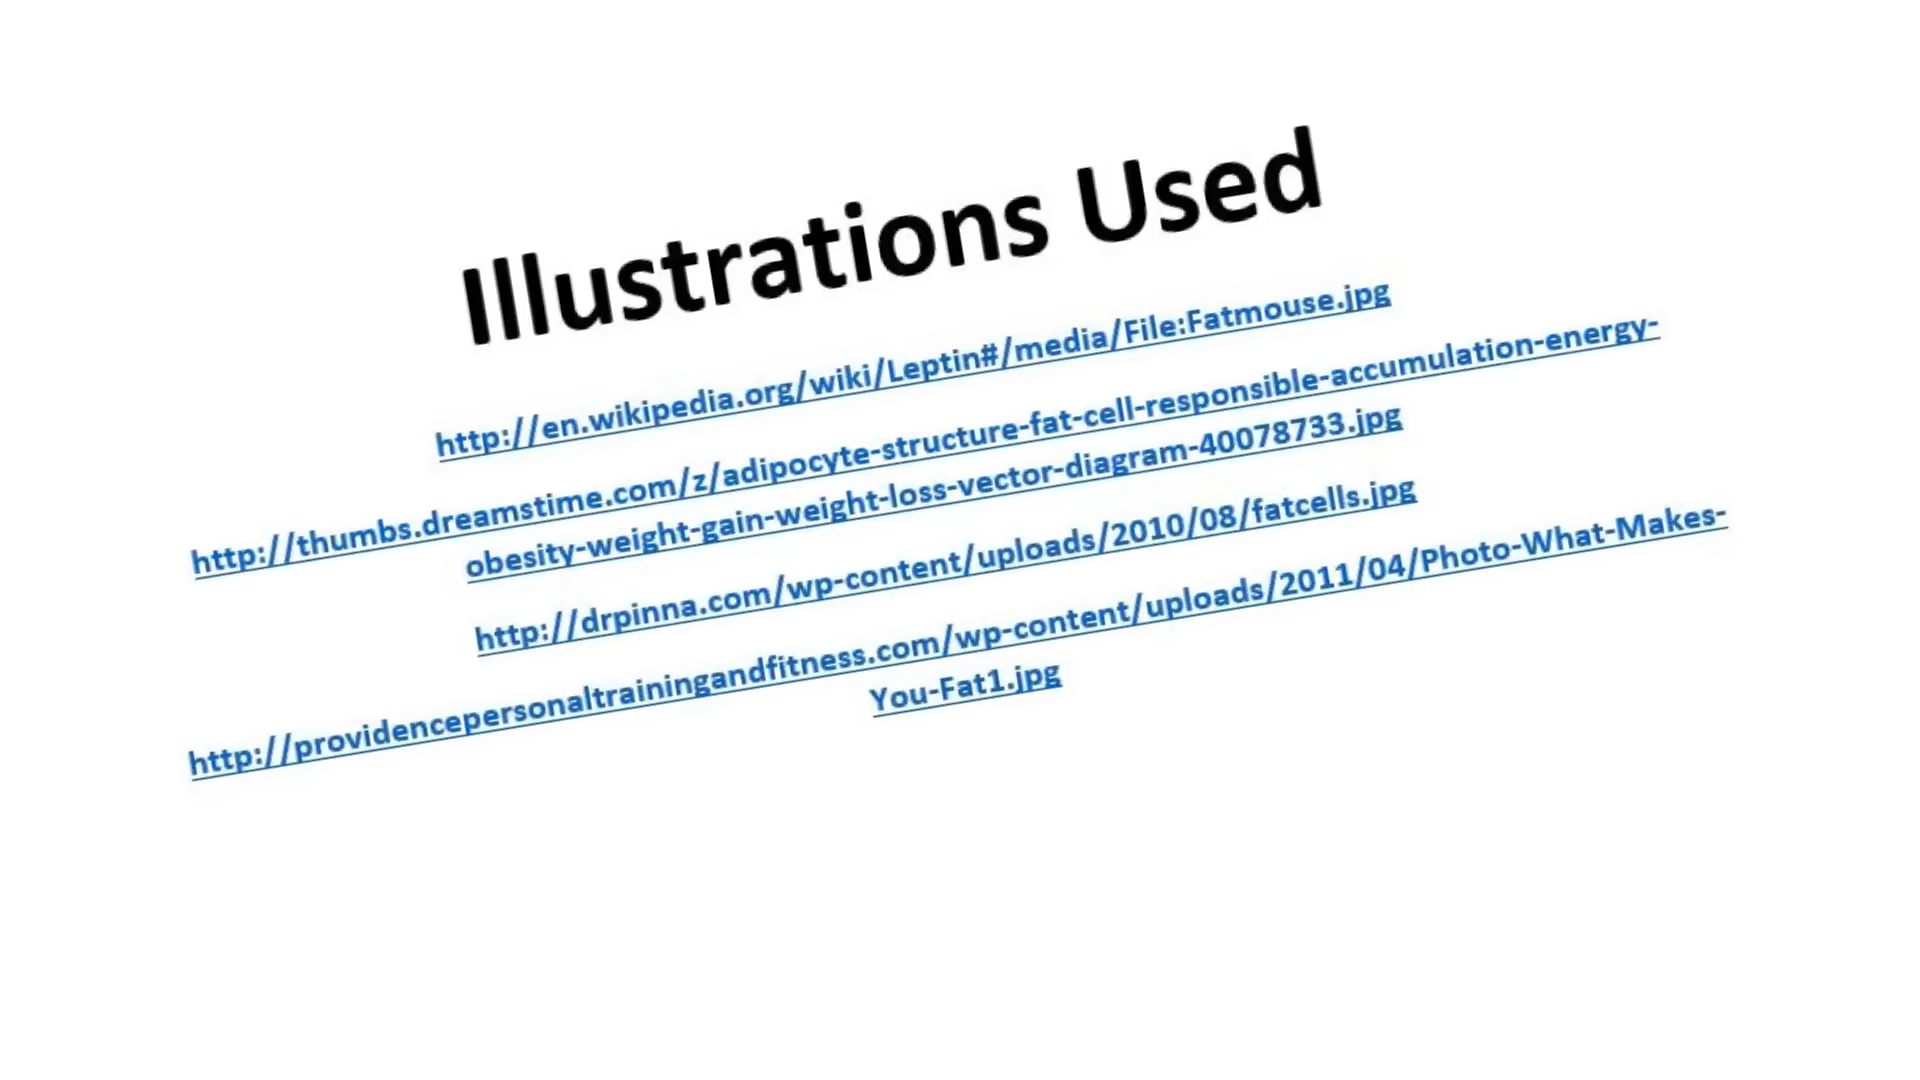 Illustrations Used
http://en.wikipedia.org/wiki/Leptin#/media/File:Fatmouse.jpg
http://thumbs.dreamstime.com/z/adipocyte-structure-fat-cell-responsible-accumulation-energy-
obesity-weight-gain-weight-loss-vector-diagram-40078733.jpg
http://drpinna.com/wp-content/uploads/2010/08/fatcells.jpg
http://providencepersonaltrainingandfitness.com/wp-content/uploads/2011/04/Photo-What-Makes-
You-Fat1.jpg